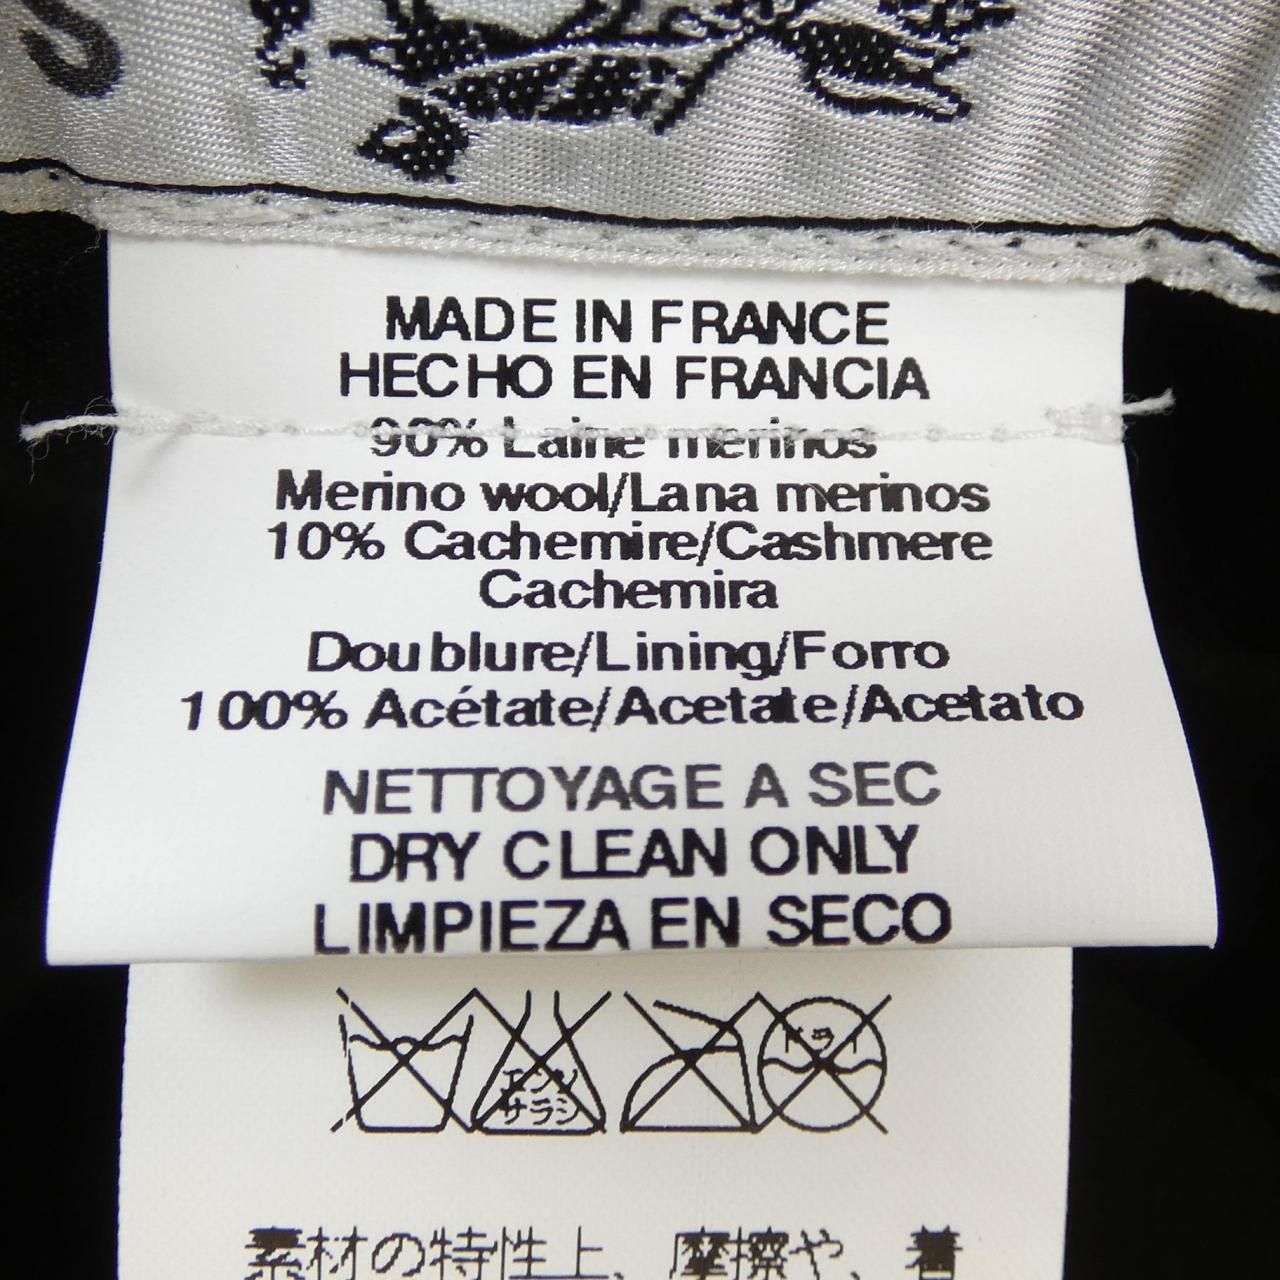 MADE IN FRANCE
HECHO EN FRANCIA
90% Laine merinos
Merino wool/Lana merinos
10% Cachemire/Cashmere
Cachemira
Doublure/Lining/Forro
100% Acétate/Acetate/Acetato
NETTOYAGE A SEC
DRY CLEAN ONLY
LIMPIEZA EN SECO
エンソ
サラシ
ドライ
素材の特性上、摩擦や、着